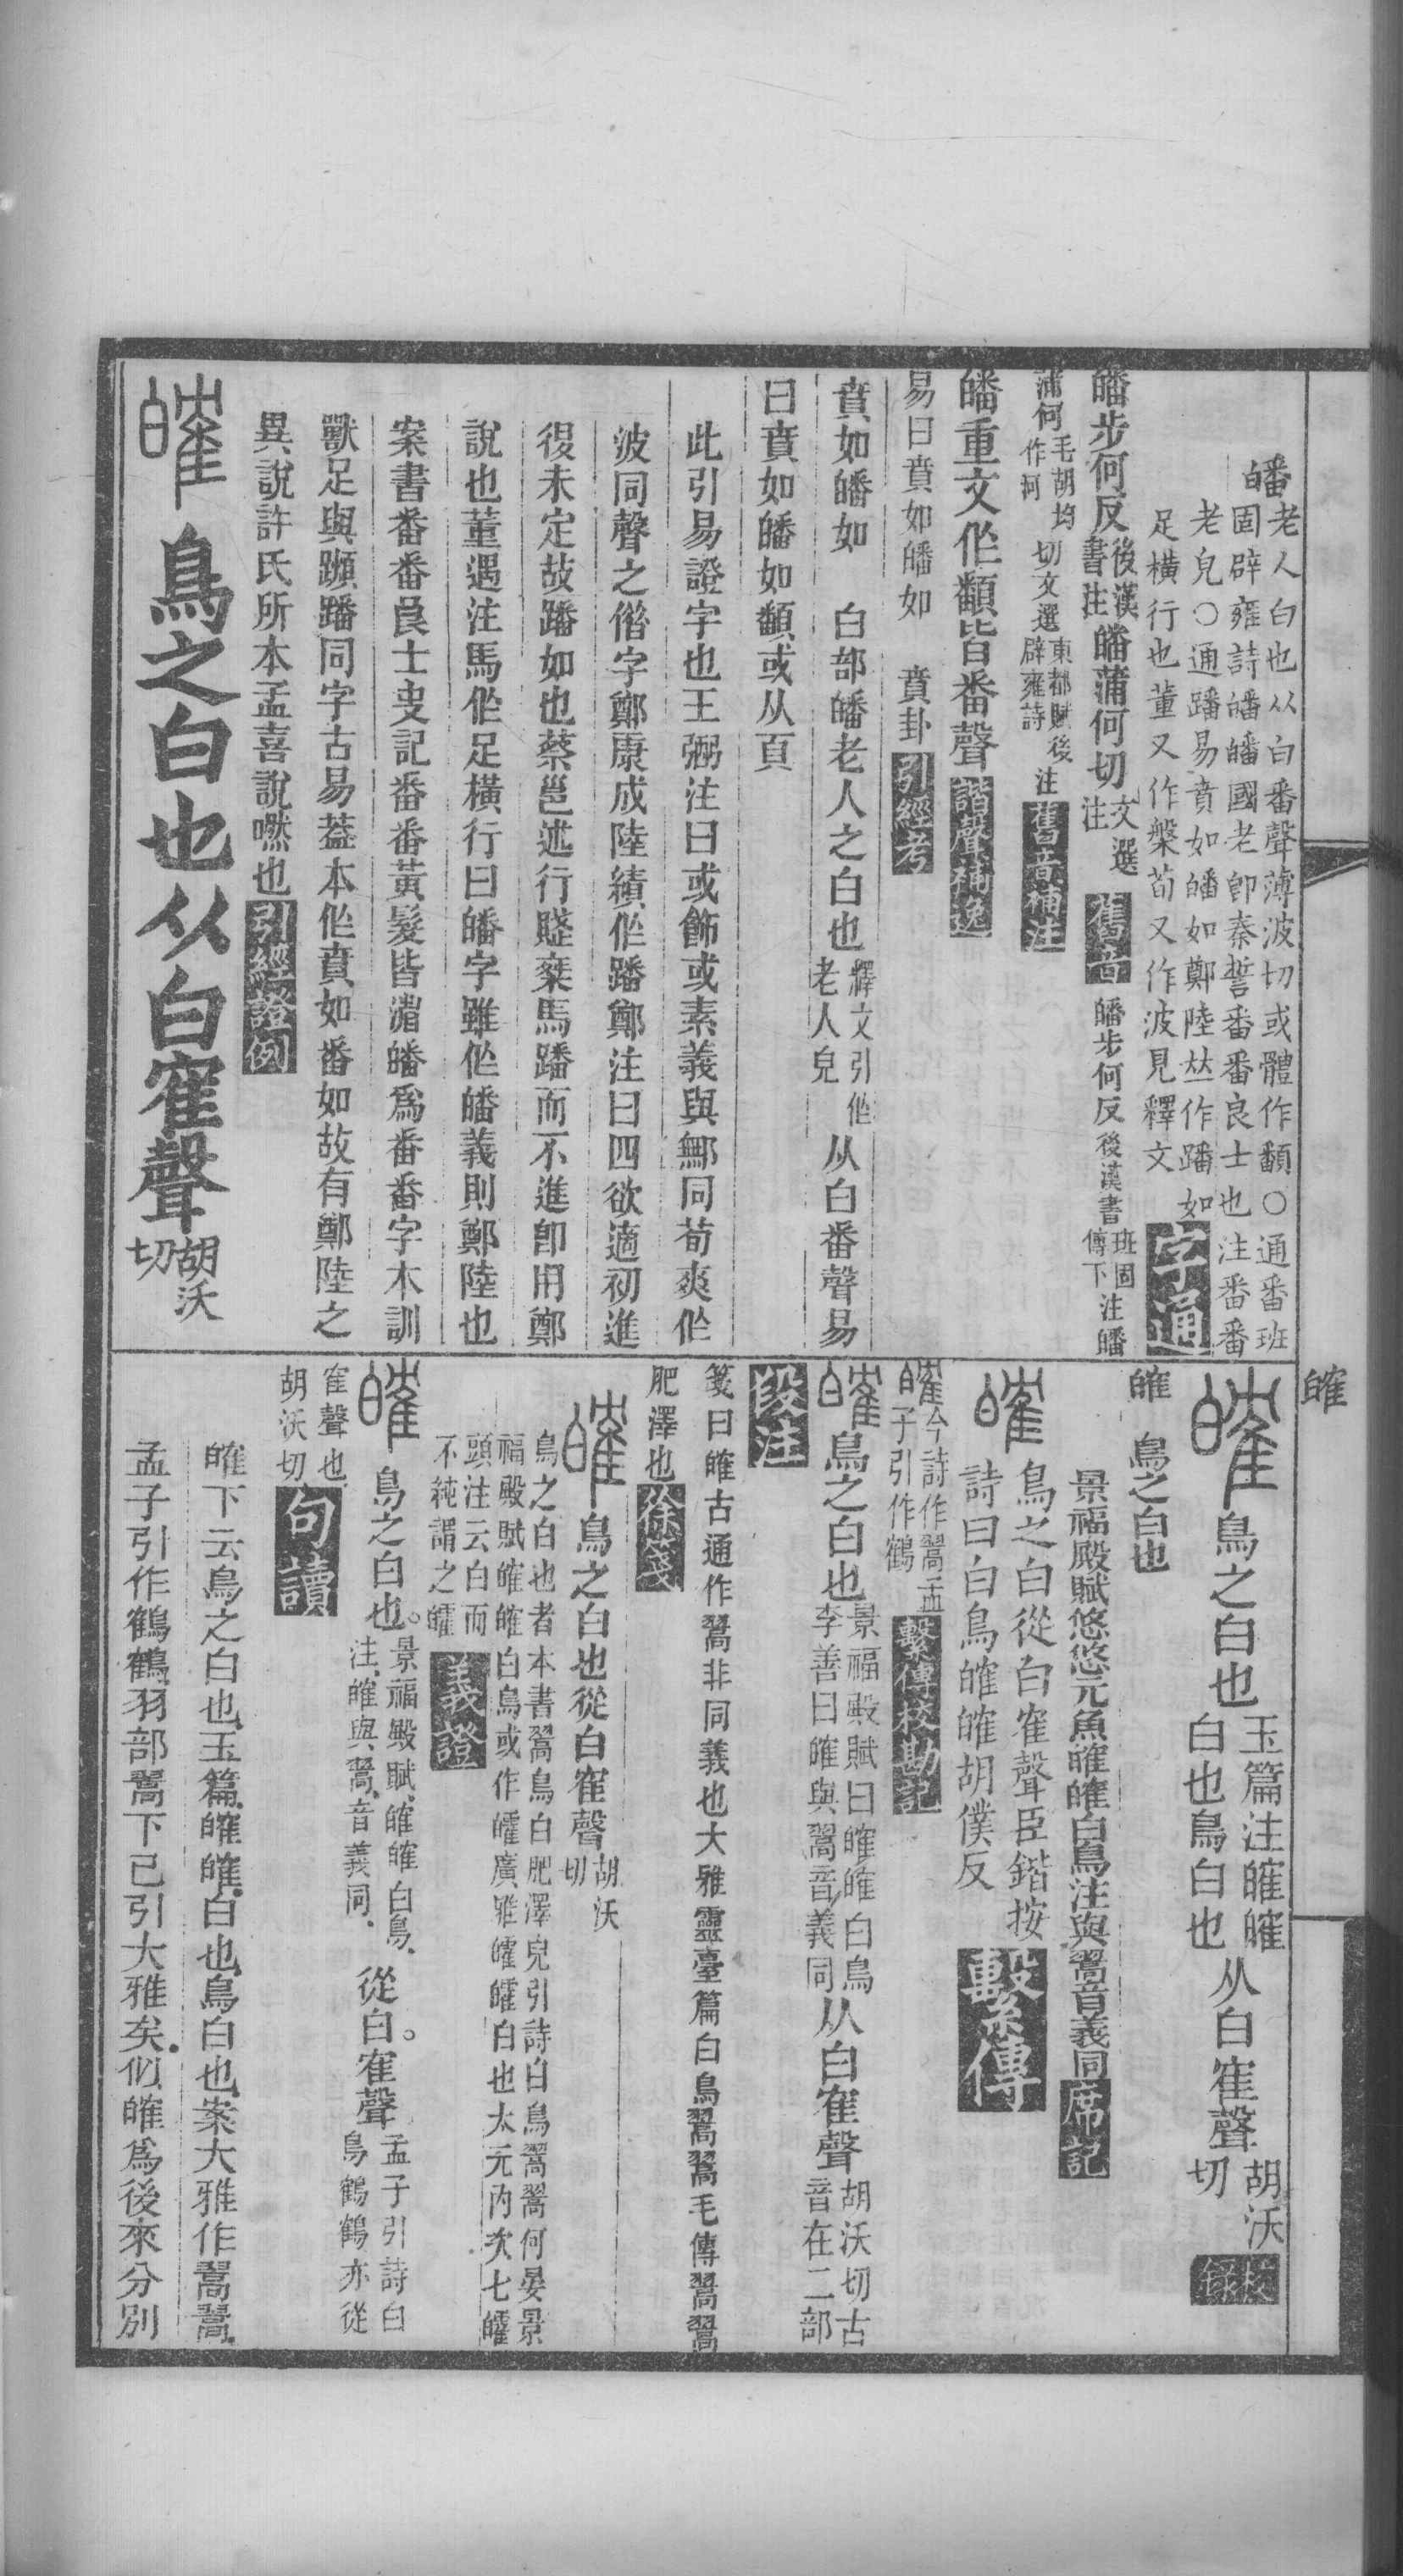 皤老人白也从白番聲薄波切或體作䪤〇通番班
固辟雍詩皤皤國老卽秦誓番番良士也注番番
老皃〇通蹯易賁如皤如鄭陸𠀤作蹯如
足橫行也董又作槃荀又作波見釋文 字通
皤步何反後漢書注皤蒲何切文選注 舊音 皤步何反後漢書班固傳下注皤
蒲何毛胡均作河切文選東都賦後辟雍詩注 舊音補注
皤重文作䪤皆番聲 諧聲補逸
易曰賁如皤如 賁卦 引經考
賁如皤如 白部皤老人之白也釋文引作老人皃从白番聲易
曰賁如皤如䪤或从頁
此引易證字也王弼注曰或飾或素義與鄭同荀爽作
波同聲之借字鄭康成陸績作蹯鄭注曰四欲適初進
退未定故蹯如也蔡邕述行賦椉馬蹯而不進卽用鄭
說也董遇注馬作足橫行曰皤字雖作皤義則鄭陸也
案書番番良士史記番番黃髮皆渻皤爲番番字本訓
獸足與蹞蹯同字古易葢本作賁如番如故有鄭陸之
異說許氏所本孟喜說嘫也 引經證例
皠 鳥之白也从白隺聲胡沃切
皠
皠 鳥之白也玉篇注皠皠白也鳥白也从白隺聲胡沃切 校錄
皠 鳥之白也
景福殿賦悠悠元魚皠皠白鳥注與翯音義同 席記
皠 鳥之白從白隺聲臣鍇按
詩曰白鳥皠皠胡僕反 繫傳
皠今詩作翯孟子引作鶴 繫傳校勘記
皠鳥之白也景福殿賦曰皠皠白鳥李善曰皠與翯音義同从白隺聲胡沃切古音在二部
段注
箋曰皠古通作翯非同義也大雅靈臺篇白鳥翯翯毛傳翯翯
肥澤也 徐箋
皠 鳥之白也從白隺聲胡沃切
鳥之白也者本書翯鳥白肥澤皃引詩白鳥翯翯何晏景
福殿賦皠皠白鳥或作皬廣雅皬皬白也太元內次七皬
頭注云白而
不純謂之皬 義證
皠 鳥之白也。景福殿賦、皠皠白鳥、注、皠與翯、音義同、從白。隺聲孟子引詩白鳥鶴鶴亦從
隺聲也
胡沃切 句讀
皠下云鳥之白也玉篇、皠皠、白也鳥白也案大雅作翯翯、
孟子引作鶴鶴、羽部翯下已引大雅矣、似皠爲後來分別